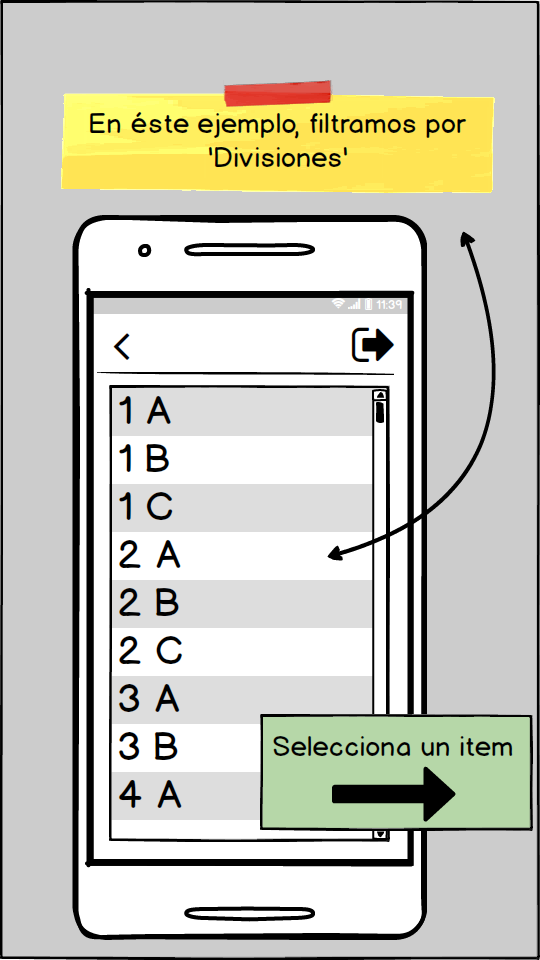 En éste ejemplo, filtramos por
'Divisiones'
11:39
1 A
1 B
1 C
2 A
2 B
2 C
3 A
3 B
4 A
Selecciona un item